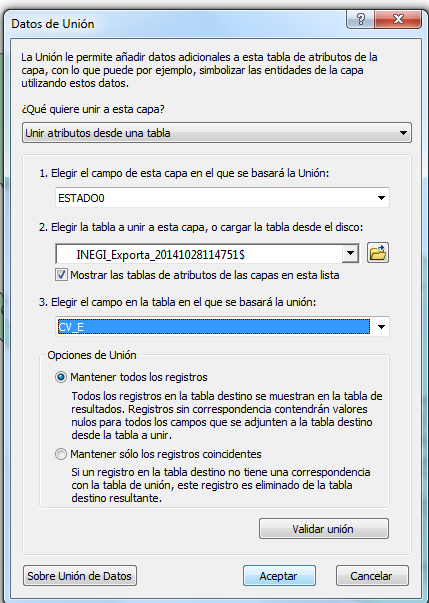 Datos de Unión
La Unión le permite añadir datos adicionales a esta tabla de atributos de la
capa, con lo que puede por ejemplo, simbolizar las entidades de la capa
utilizando estos datos.
¿Qué quiere unir a esta capa?
Unir atributos desde una tabla
1. Elegir el campo de esta capa en el que se basará la Unión:
ESTADO0
2. Elegir la tabla a unir a esta capa, o cargar la tabla desde el disco:
INEGI_Exporta_20141028114751$
Mostrar las tablas de atributos de las capas en esta lista
3. Elegir el campo en la tabla en el que se basará la unión:
CV_E
Opciones de Unión
Mantener todos los registros
Todos los registros en la tabla destino se muestran en la tabla de
resultados. Registros sin correspondencia contendrán valores
nulos para todos los campos que se adjunten a la tabla destino
desde la tabla a unir.
Mantener sólo los registros coincidentes
Si un registro en la tabla destino no tiene una correspondencia
con la tabla de unión, este registro es eliminado de la tabla
destino resultante.
Validar unión
Sobre Unión de Datos
Aceptar
Cancelar